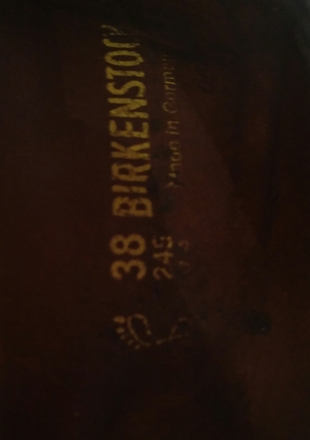 38 BIRKENSTOCK
245 Made in Germany